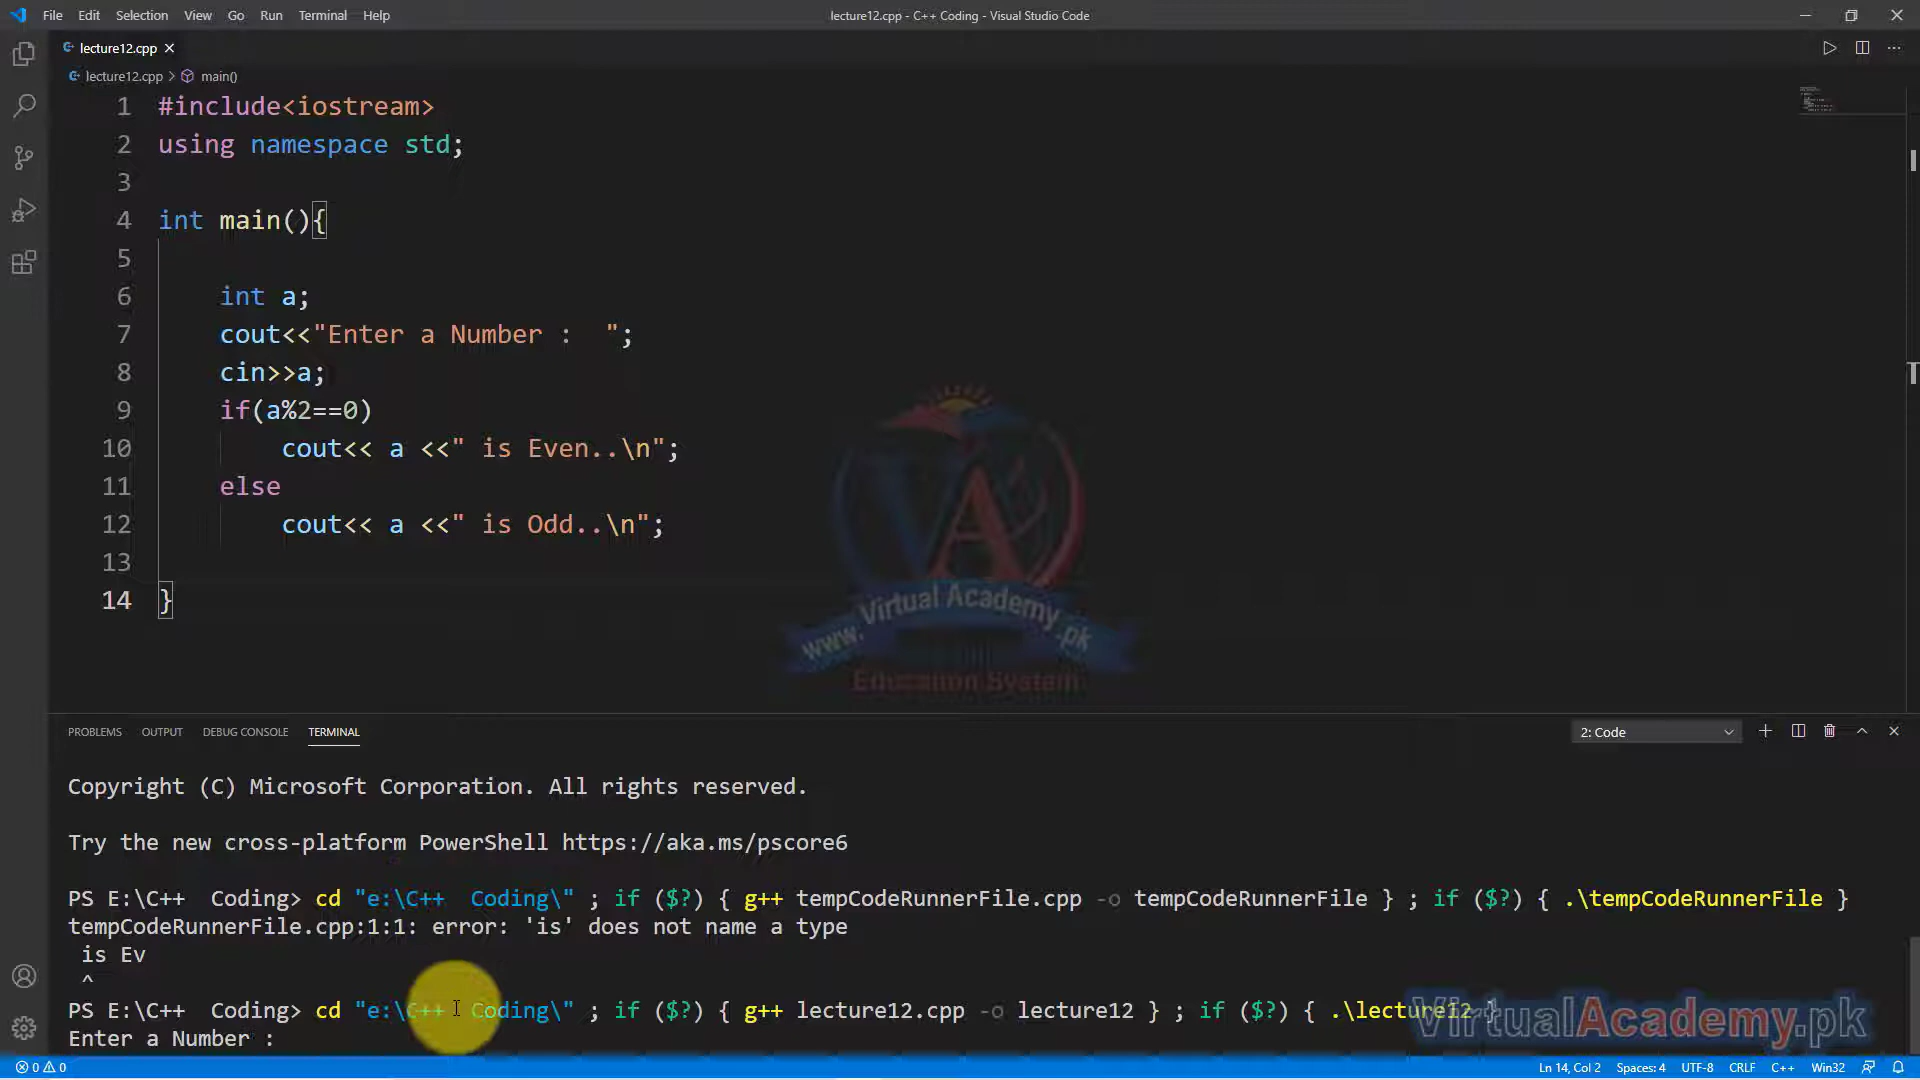 File Edit Selection View Go Run Terminal Help
lecture12.cpp - C++ Coding - Visual Studio Code
lecture12.cpp
lecture12.cpp > main()
1 #include<iostream>
2 using namespace std;
3
4 int main(){
5
6 int a;
7 cout<<"Enter a Number :  ";
8 cin>>a;
9 if(a%2==0)
10 cout<< a <<" is Even..\n";
11 else
12 cout<< a <<" is Odd..\n";
13
14 }
www.VirtualAcademy.pk
Education System
PROBLEMS OUTPUT DEBUG CONSOLE TERMINAL
2: Code
Copyright (C) Microsoft Corporation. All rights reserved.
Try the new cross-platform PowerShell https://aka.ms/pscore6
PS E:\C++  Coding> cd "e:\C++  Coding\" ; if ($?) { g++ tempCodeRunnerFile.cpp -o tempCodeRunnerFile } ; if ($?) { .\tempCodeRunnerFile }
tempCodeRunnerFile.cpp:1:1: error: 'is' does not name a type
is Ev
^
PS E:\C++  Coding> cd "e:\C++  Coding\" ; if ($?) { g++ lecture12.cpp -o lecture12 } ; if ($?) { .\lecture12 }
VirtualAcademy.pk
Enter a Number :
0 0
Ln 14, Col 2 Spaces: 4 UTF-8 CRLF C++ Win32